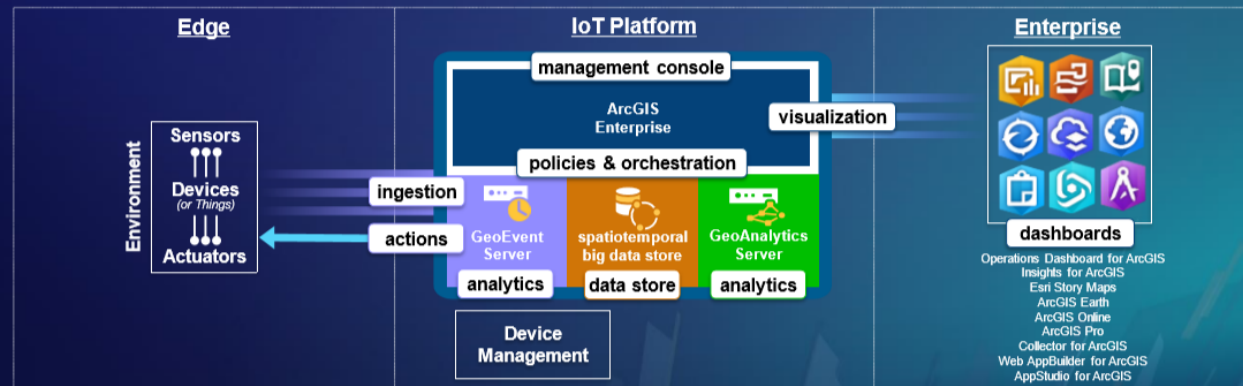 Edge
Environment
Sensors
Devices
(or Things)
Actuators
IoT Platform
management console
ArcGIS
Enterprise
visualization
policies & orchestration
ingestion
actions
GeoEvent
Server
spatiotemporal
big data store
GeoAnalytics
Server
analytics
data store
analytics
Device
Management
Enterprise
dashboards
Operations Dashboard for ArcGIS
Insights for ArcGIS
Esri Story Maps
ArcGIS Earth
ArcGIS Online
ArcGIS Pro
Collector for ArcGIS
Web AppBuilder for ArcGIS
AppStudio for ArcGIS